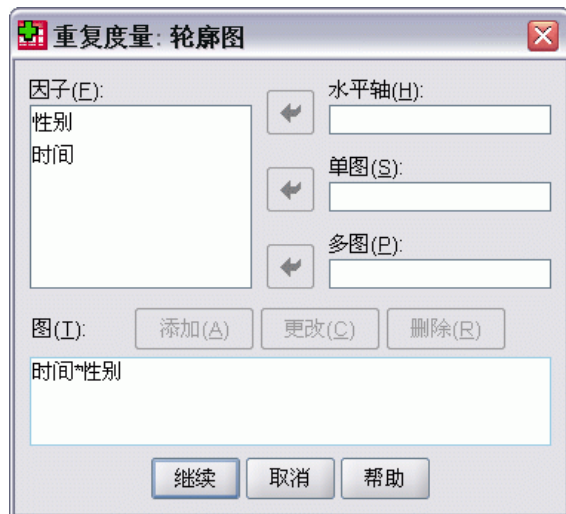 重复度量: 轮廓图
因子(F):
性别
时间
水平轴(H):
单图(S):
多图(P):
图(T):
添加(A)
更改(C)
删除(R)
时间*性别
继续
取消
帮助